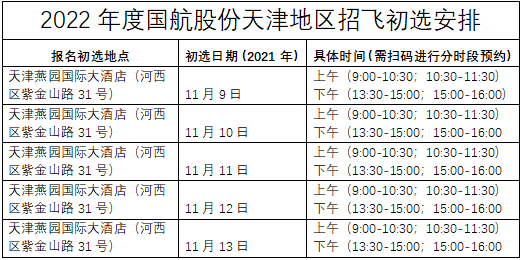 2022 年度国航股份天津地区招飞初选安排
报名初选地点 初选日期 (2021 年) 具体时间 (需扫码进行分时段预约)
天津燕园国际大酒店（河西 上午（9:00-10:30；10:30-11:30）
区紫金山路 31 号） 11 月 9 日 下午（13:30-15:00；15:00-16:00）
天津燕园国际大酒店（河西 上午（9:00-10:30；10:30-11:30）
区紫金山路 31 号） 11 月 10 日 下午（13:30-15:00；15:00-16:00
天津燕园国际大酒店（河西 上午（9:00-10:30；10:30-11:30）
区紫金山路 31 号） 11 月 11 日 下午（13:30-15:00；15:00-16:00
天津燕园国际大酒店（河西 上午（9:00-10:30；10:30-11:30）
区紫金山路 31 号） 11 月 12 日 下午（13:30-15:00；15:00-16:00
天津燕园国际大酒店（河西 上午（9:00-10:30；10:30-11:30）
区紫金山路 31 号） 11 月 13 日 下午（13:30-15:00；15:00-16:00